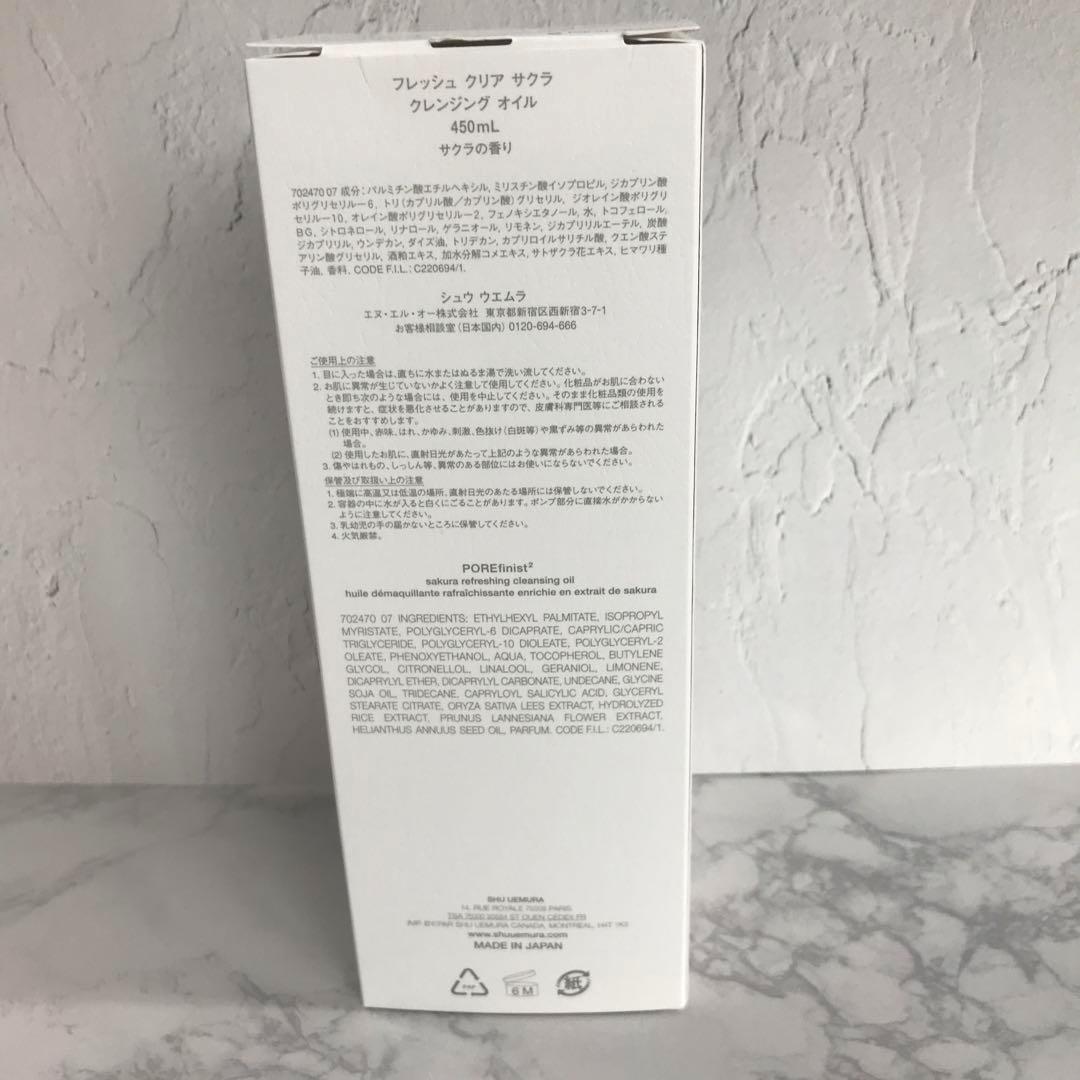 フレッシュ クリア サクラ
クレンジング オイル
450mL
サクラの香り
702470 07 成分：パルミチン酸エチルヘキシル, ミリスチン酸イソプロピル, ジカプリン酸
ポリグリセリルー6, トリ（カプリル酸／カプリン酸）グリセリル, ジオレイン酸ポリグリ
セリルー10, オレイン酸ポリグリセリルー2, フェノキシエタノール, 水, トコフェロール,
BG, シトロネロール, リナロール, ゲラニオール, リモネン, ジカプリリルエーテル, 炭酸
ジカプリリル, ウンデカン, ダイズ油, トリデカン, カプリロイルサリチル酸, クエン酸ステ
アリン酸グリセリル, 酒粕エキス, 加水分解コメエキス, サトザクラ花エキス, ヒマワリ種
子油, 香料. CODE F.I.L.: C220694/1.
シュウ ウエムラ
エヌ・エル・オー株式会社 東京都新宿区西新宿3-7-1
お客様相談室（日本国内）0120-694-666
ご使用上の注意
1. 目に入った場合は、直ちに水またはぬるま湯で洗い流してください。
2. お肌に異常が生じていないかよく注意して使用してください。化粧品がお肌に合わない
とき即ち次のような場合には、使用を中止してください。そのまま化粧品類の使用を
続けますと、症状を悪化させることがありますので、皮膚科専門医等にご相談される
ことをおすすめします。
(1) 使用中、赤味、はれ、かゆみ、刺激、色抜け（白斑等）や黒ずみ等の異常があらわれた
場合。
(2) 使用したお肌に、直射日光があたって上記のような異常があらわれた場合。
3. 傷やはれもの、しっしん等、異常のある部位にはお使いにならないでください。
保管及び取扱い上の注意
1. 極端に高温又は低温の場所、直射日光のあたる場所には保管しないでください。
2. 容器の中に水が入ると白くにごることがあります。ポンプ部分に直接水がかからない
ように注意してください。
3. 乳幼児の手の届かないところに保管してください。
4. 火気厳禁。
POREfinist²
sakura refreshing cleansing oil
huile démaquillante rafraîchissante enrichie en extrait de sakura
702470 07 INGREDIENTS: ETHYLHEXYL PALMITATE, ISOPROPYL
MYRISTATE, POLYGLYCERYL-6 DICAPRATE, CAPRYLIC/CAPRIC
TRIGLYCERIDE, POLYGLYCERYL-10 DIOLEATE, POLYGLYCERYL-2
OLEATE, PHENOXYETHANOL, AQUA, TOCOPHEROL, BUTYLENE
GLYCOL, CITRONELLOL, LINALOOL, GERANIOL, LIMONENE,
DICAPRYLYL ETHER, DICAPRYLYL CARBONATE, UNDECANE, GLYCINE
SOJA OIL, TRIDECANE, CAPRYLOYL SALICYLIC ACID, GLYCERYL
STEARATE CITRATE, ORYZA SATIVA LEES EXTRACT, HYDROLYZED
RICE EXTRACT, PRUNUS LANNESIANA FLOWER EXTRACT,
HELIANTHUS ANNUUS SEED OIL, PARFUM. CODE F.I.L.: C220694/1.
SHU UEMURA
14, RUE ROYALE 75008 PARIS
TSA 75000 93584 ST OUEN CEDEX FR
IMP. BY/PAR SHU UEMURA CANADA, MONTREAL, H4T 1K5
www.shuuemura.com
MADE IN JAPAN
PAP
6 M
紙